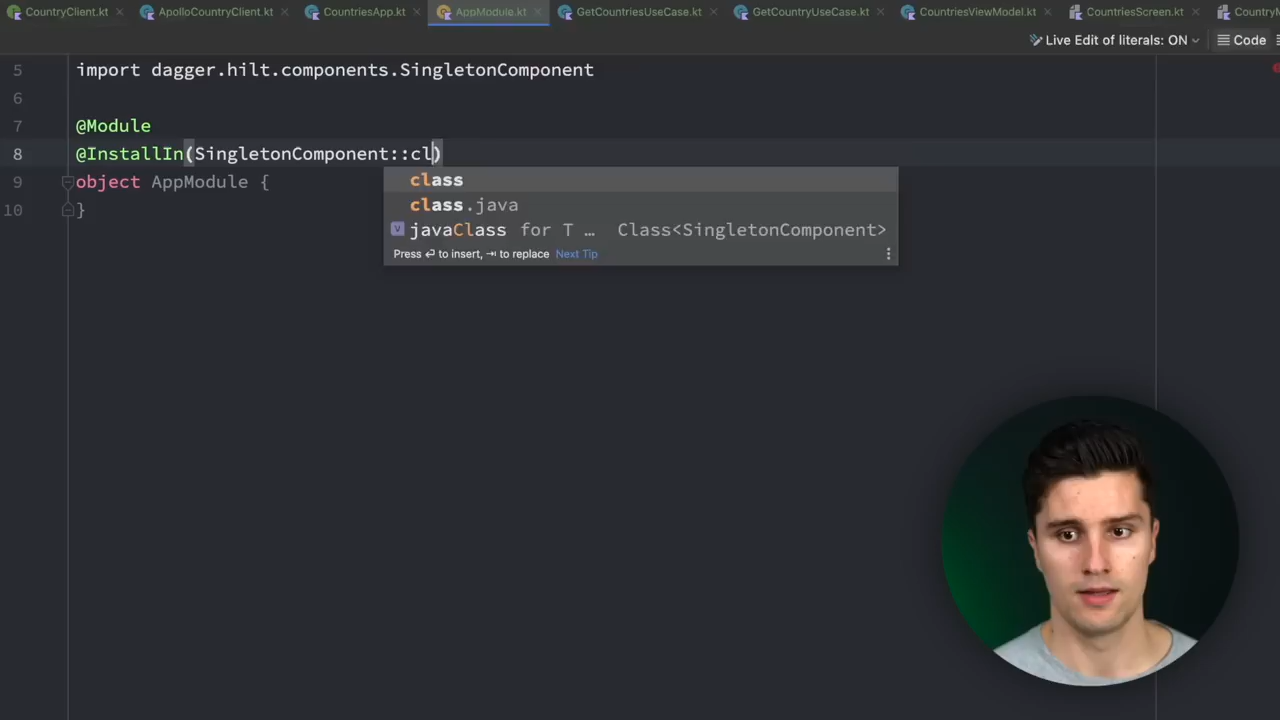 CountryClient.kt ApolloCountryClient.kt CountriesApp.kt AppModule.kt GetCountriesUseCase.kt GetCountryUseCase.kt CountriesViewModel.kt CountriesScreen.kt CountryM
Live Edit of literals: ON Code
5 import dagger.hilt.components.SingletonComponent
6
7 @Module
8 @InstallIn(SingletonComponent::cl)
9 object AppModule {
10 }
class
class.java
javaClass for T … Class<SingletonComponent>
Press ⏎ to insert, ⇥ to replace Next Tip